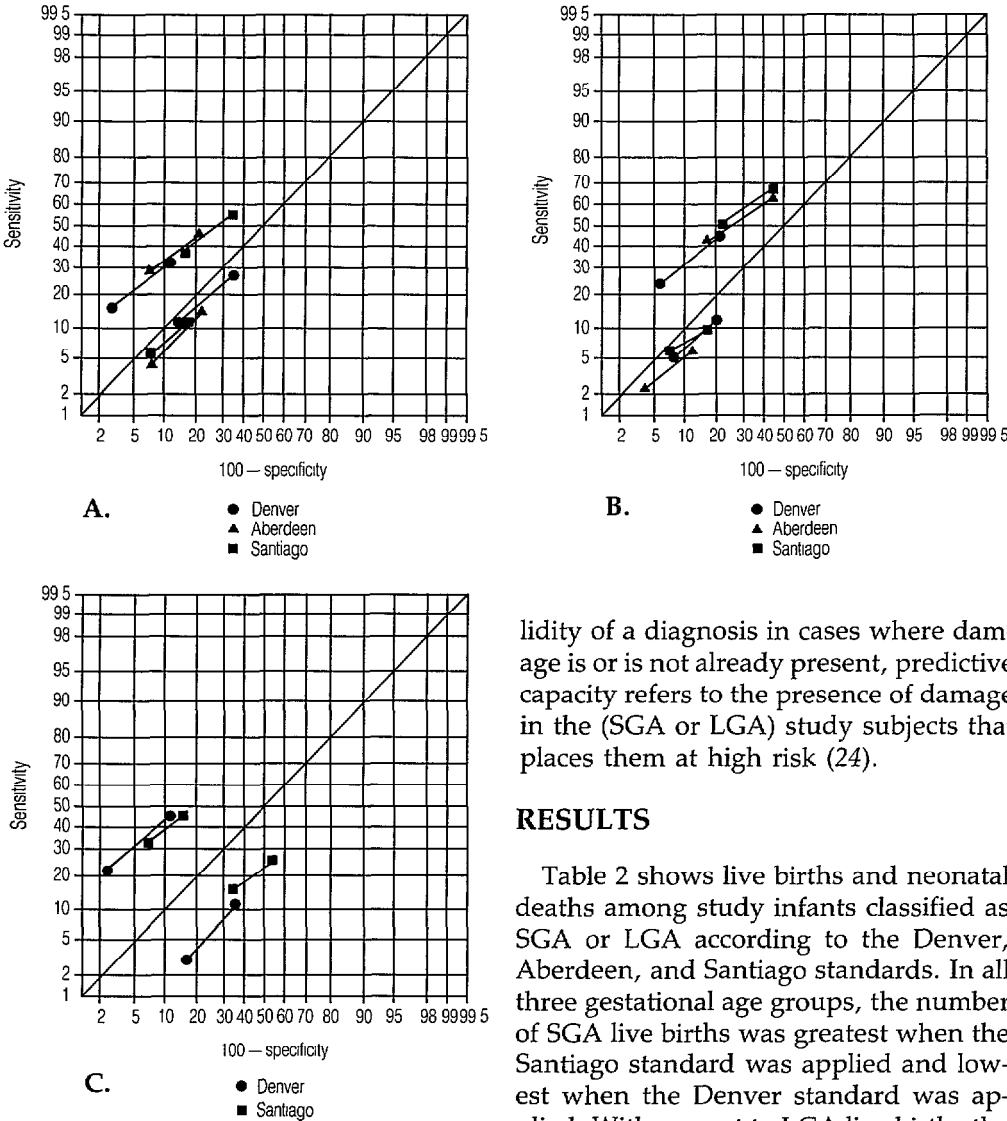 99 5
99
98
95
90
80
70
60
50
40
30
20
10
5
2
1
Sensitivity
2 5 10 20 30 40 50 60 70 80 90 95 98 99 99 5
100 — specificity
A.
Denver
Aberdeen
Santiago
99 5
99
98
95
90
80
70
60
50
40
30
20
10
5
2
1
Sensitivity
2 5 10 20 30 40 50 60 70 80 90 95 98 99 99 5
100 — specificity
B.
Denver
Aberdeen
Santiago
99 5
99
98
95
90
80
70
60
50
40
30
20
10
5
2
1
Sensitivity
2 5 10 20 30 40 50 60 70 80 90 95 98 99 99 5
100 — specificity
C.
Denver
Santiago
lidity of a diagnosis in cases where dam
age is or is not already present, predictive
capacity refers to the presence of damage
in the (SGA or LGA) study subjects tha
places them at high risk (24).
RESULTS
Table 2 shows live births and neonatal
deaths among study infants classified as
SGA or LGA according to the Denver,
Aberdeen, and Santiago standards. In all
three gestational age groups, the number
of SGA live births was greatest when the
Santiago standard was applied and low-
est when the Denver standard was ap-